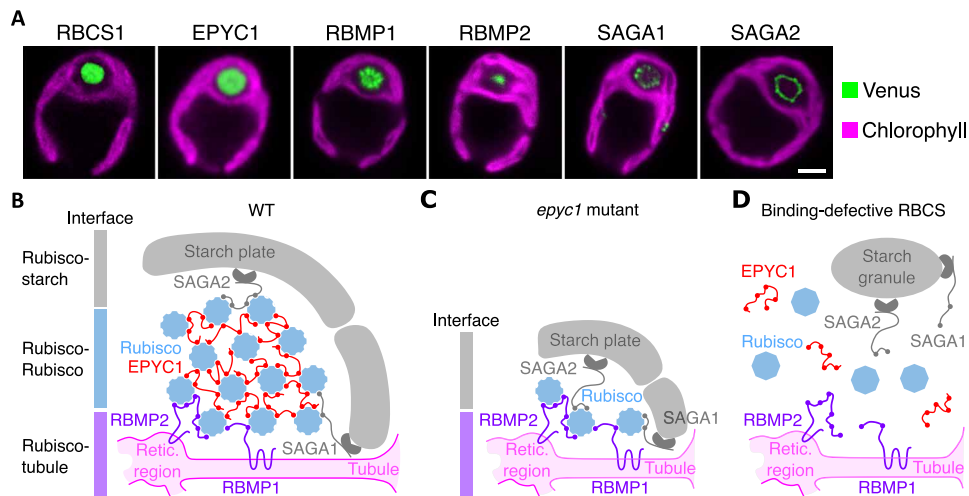 A
RBCS1
EPYC1
RBMP1
RBMP2
SAGA1
SAGA2
Venus
Chlorophyll
B
WT
Interface
Rubisco-
starch
Rubisco-
Rubisco
Rubisco-
tubule
Starch plate
SAGA2
Rubisco
EPYC1
RBMP2
SAGA1
Retic.
region
Tubule
RBMP1
C
epyc1 mutant
Interface
Starch plate
SAGA2
Rubisco
RBMP2
SAGA1
Retic.
region
Tubule
RBMP1
D
Binding-defective RBCS
EPYC1
Starch
granule
SAGA2
SAGA1
Rubisco
RBMP2
Retic.
region
Tubule
RBMP1